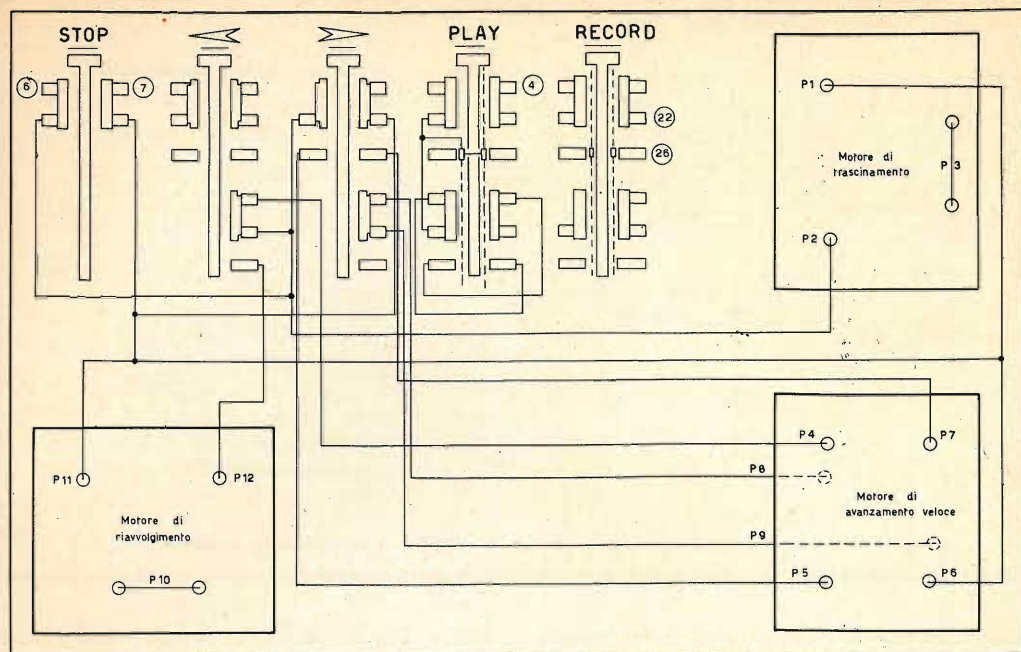 STOP
PLAY
RECORD
6
7
4
22
26
P1
P3
Motore di
trascinamento
P2
P4
P7
P8
Motore di
avanzamento veloce
P9
P5
P6
P11
P12
Motore di
riavvolgimento
P10